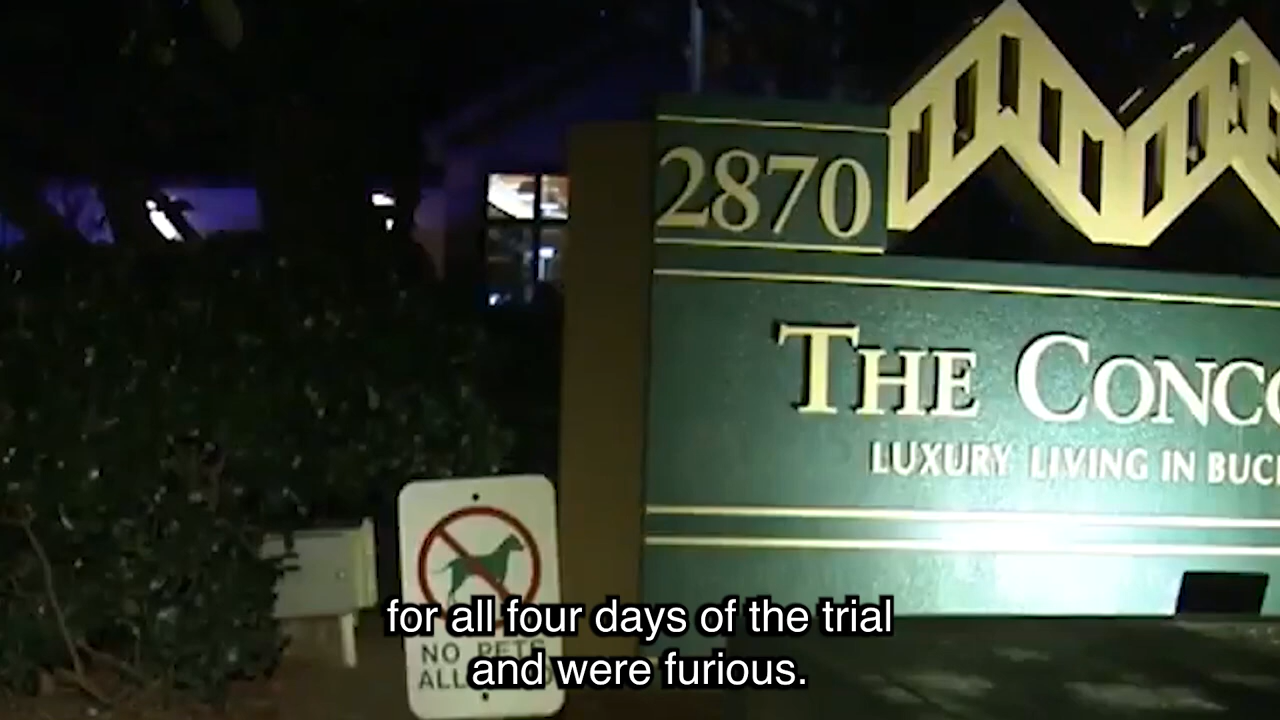 2870
THE CONCO
LUXURY LIVING IN BUC
NO PETS
ALL
for all four days of the trial
and were furious.